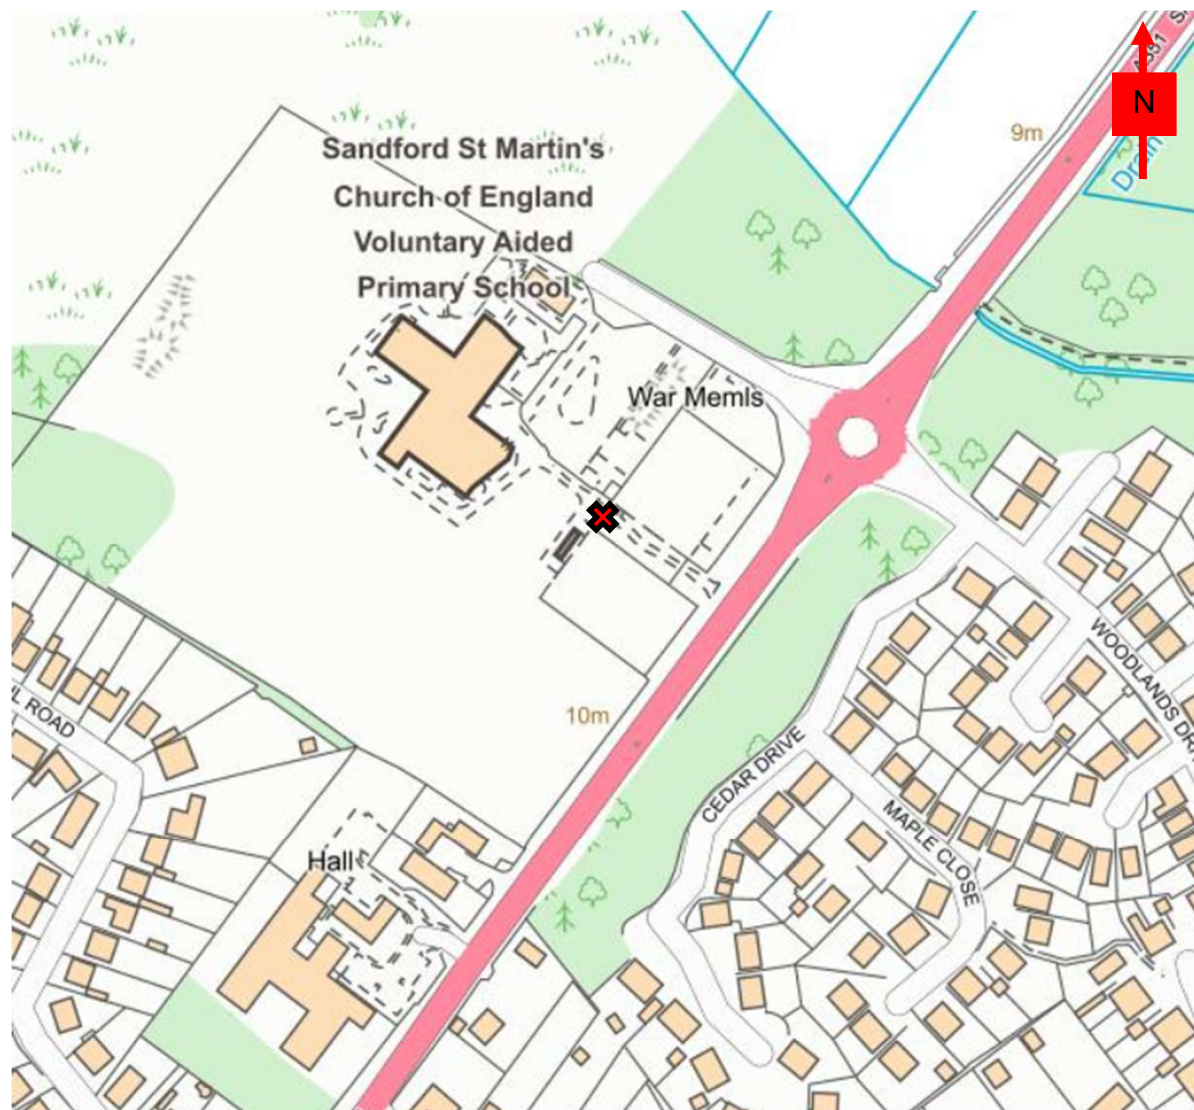 A351
N
9m
Drain
Sandford St Martin's
Church of England
Voluntary Aided
Primary School
War Memls
WOODLANDS
ROAD
10m
CEDAR DRIVE
MAPLE CLOSE
Hall